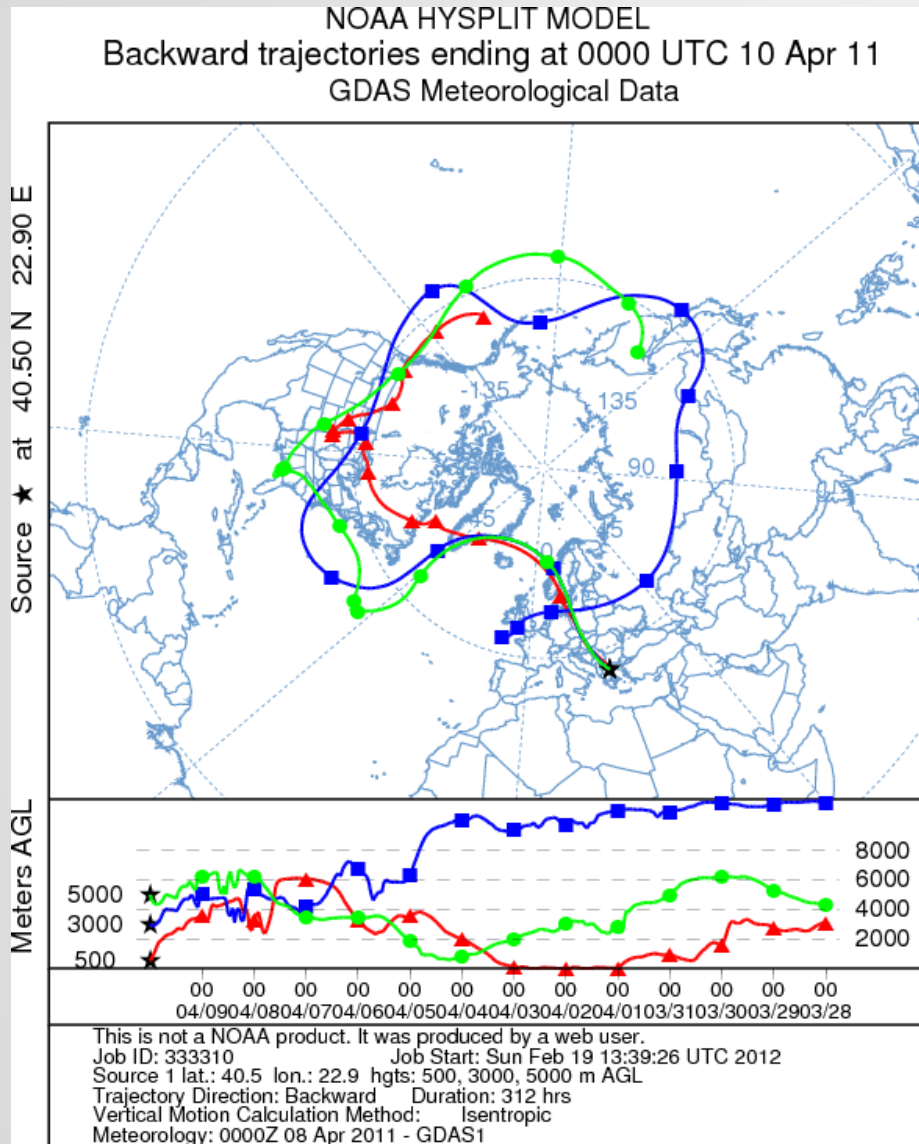 NOAA HYSPLIT MODEL
Backward trajectories ending at 0000 UTC 10 Apr 11
GDAS Meteorological Data
Source ★ at 40.50 N 22.90 E
135
135
90
45
45
0
Meters AGL
8000
6000
5000
4000
3000
2000
500
00 00 00 00 00 00 00 00 00 00 00 00 00
04/09 04/08 04/07 04/06 04/05 04/04 04/03 04/02 04/01 03/31 03/30 03/29 03/28
This is not a NOAA product. It was produced by a web user.
Job ID: 333310 Job Start: Sun Feb 19 13:39:26 UTC 2012
Source 1 lat.: 40.5 lon.: 22.9 hgts: 500, 3000, 5000 m AGL
Trajectory Direction: Backward Duration: 312 hrs
Vertical Motion Calculation Method: Isentropic
Meteorology: 0000Z 08 Apr 2011 - GDAS1